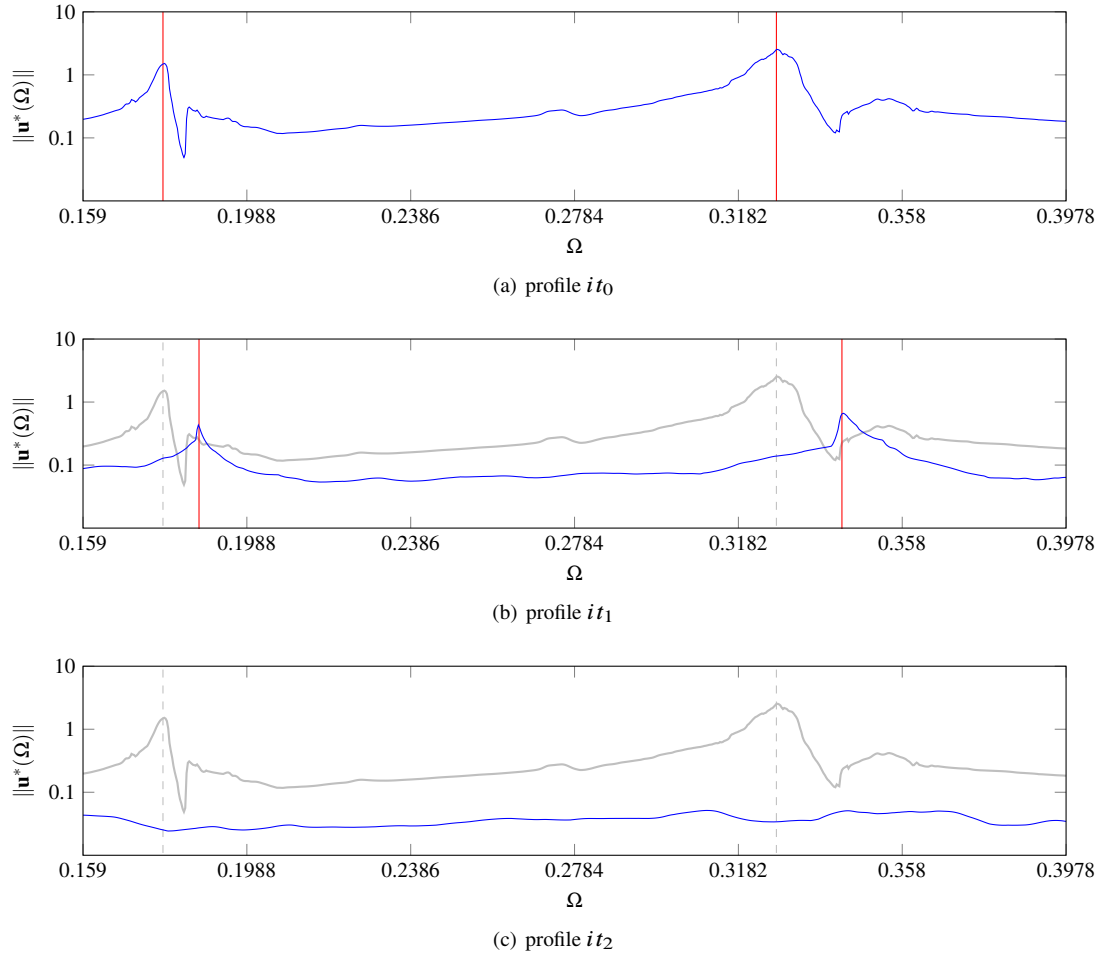 10
1
0.1
‖u*(Ω)‖
0.159 0.1988 0.2386 0.2784 0.3182 0.358 0.3978
Ω
(a) profile it₀
10
1
0.1
‖u*(Ω)‖
0.159 0.1988 0.2386 0.2784 0.3182 0.358 0.3978
Ω
(b) profile it₁
10
1
0.1
‖u*(Ω)‖
0.159 0.1988 0.2386 0.2784 0.3182 0.358 0.3978
Ω
(c) profile it₂